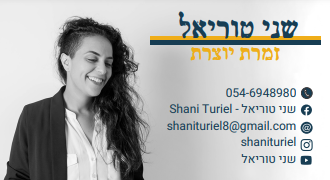 שני טוריאל
זמרת יוצרת
054-6948980
Shani Turiel - שני טוריאל
shanituriel8@gmail.com
shanituriel
שני טוריאל